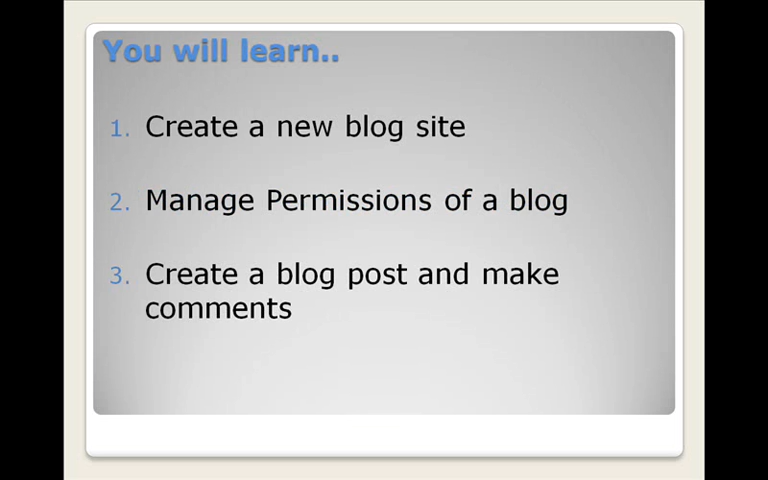 You will learn..
1. Create a new blog site
2. Manage Permissions of a blog
3. Create a blog post and make
comments